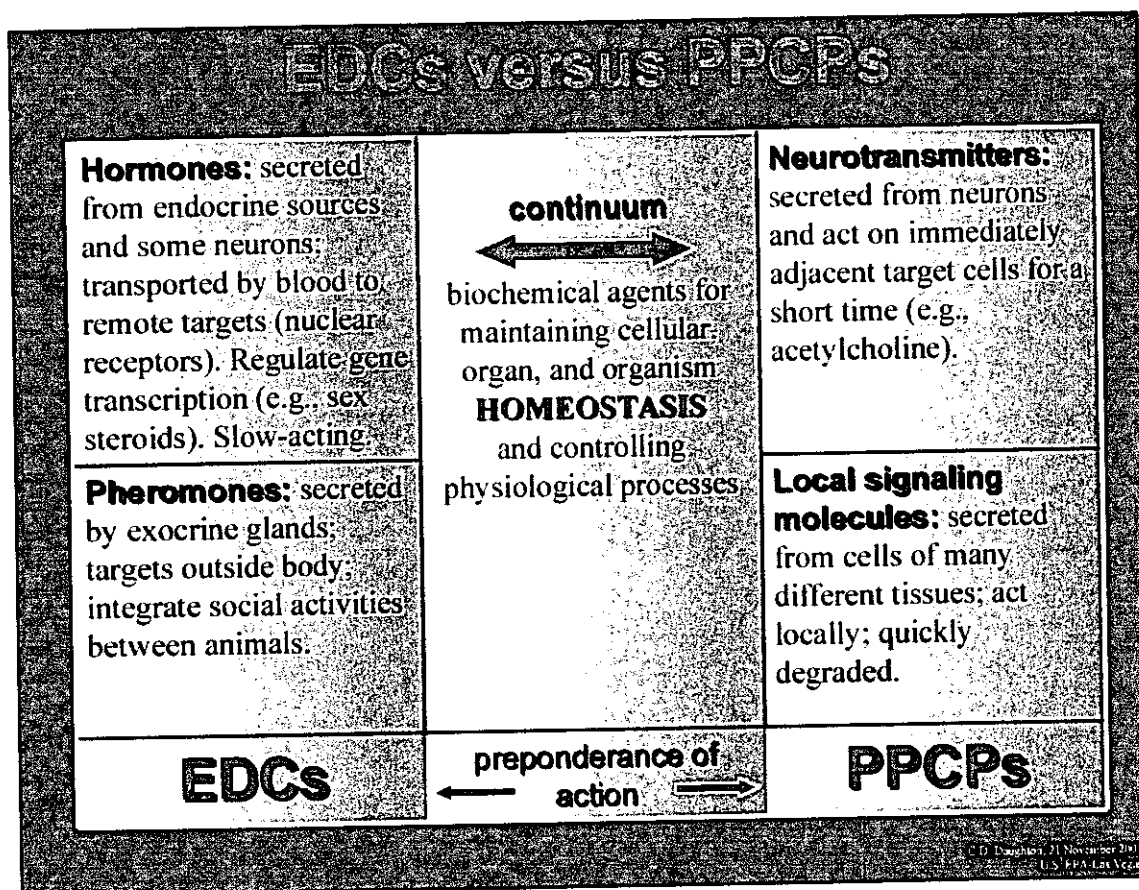 EDCs versus PPCPs
Hormones: secreted
from endocrine sources
and some neurons;
transported by blood to
remote targets (nuclear
receptors). Regulate gene
transcription (e.g., sex
steroids). Slow-acting.
Pheromones: secreted
by exocrine glands;
targets outside body;
integrate social activities
between animals.
continuum
biochemical agents for
maintaining cellular,
organ, and organism
HOMEOSTASIS
and controlling
physiological processes
Neurotransmitters:
secreted from neurons
and act on immediately
adjacent target cells for a
short time (e.g.,
acetylcholine).
Local signaling
molecules: secreted
from cells of many
different tissues; act
locally; quickly
degraded.
EDCs
preponderance of
action
PPCPs
C.D. Daughton, 21 November
U.S. EPA-Las